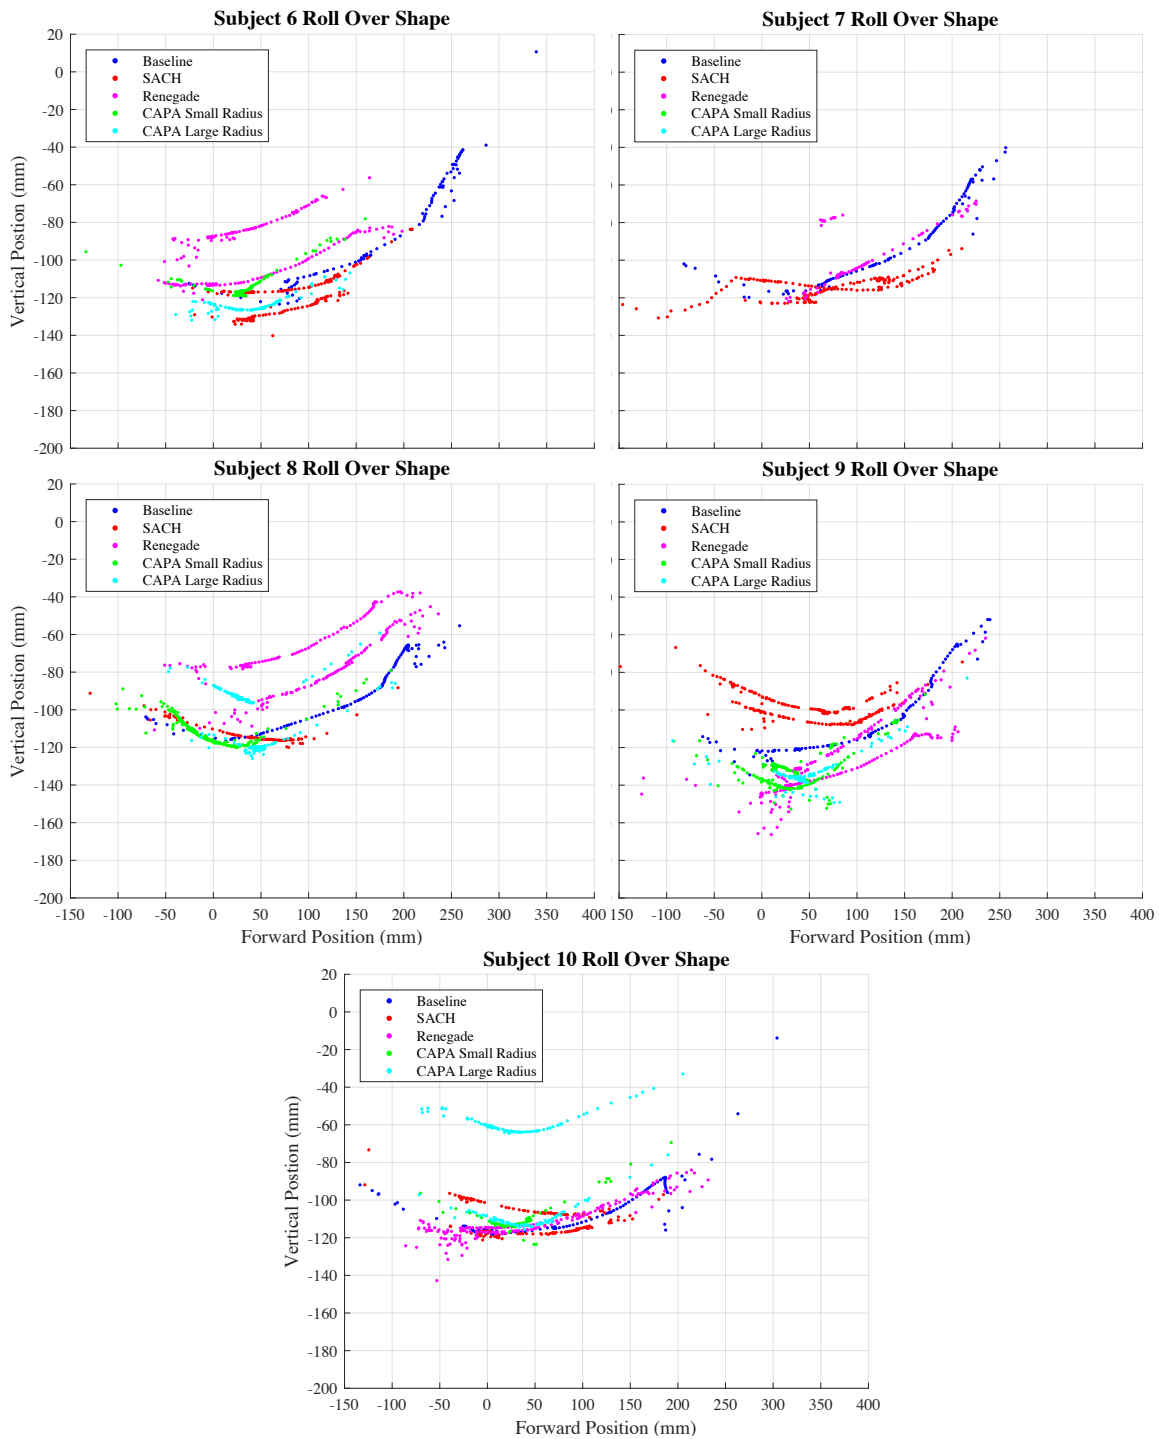 Subject 6 Roll Over Shape
20
0
-20
-40
-60
-80
-100
-120
-140
-160
-180
-200
Vertical Postion (mm)
Baseline
SACH
Renegade
CAPA Small Radius
CAPA Large Radius
Subject 7 Roll Over Shape
Baseline
SACH
Renegade
CAPA Small Radius
CAPA Large Radius
Subject 8 Roll Over Shape
20
0
-20
-40
-60
-80
-100
-120
-140
-160
-180
-200
Vertical Postion (mm)
Baseline
SACH
Renegade
CAPA Small Radius
CAPA Large Radius
-150 -100 -50 0 50 100 150 200 250 300 350 400
Forward Position (mm)
Subject 9 Roll Over Shape
Baseline
SACH
Renegade
CAPA Small Radius
CAPA Large Radius
-150 -100 -50 0 50 100 150 200 250 300 350 400
Forward Position (mm)
Subject 10 Roll Over Shape
20
0
-20
-40
-60
-80
-100
-120
-140
-160
-180
-200
Vertical Postion (mm)
Baseline
SACH
Renegade
CAPA Small Radius
CAPA Large Radius
-150 -100 -50 0 50 100 150 200 250 300 350 400
Forward Position (mm)